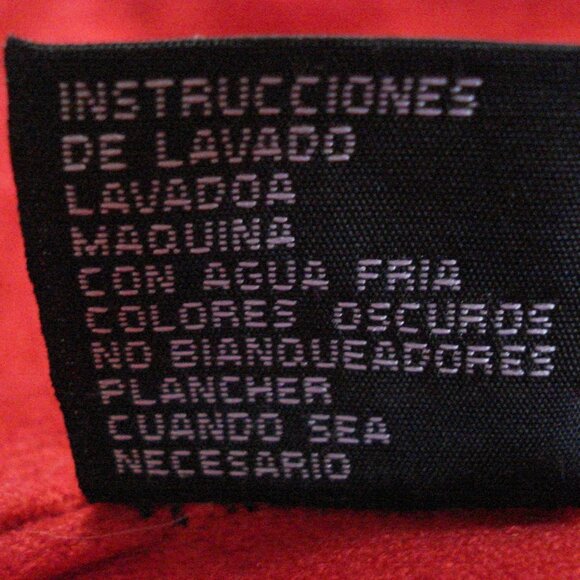 INSTRUCCIONES
DE LAVADO
LAVADOA
MAQUINA
CON AGUA FRIA
COLORES OSCUROS
NO BIANQUEADORES
PLANCHER
CUANDO SEA
NECESARIO